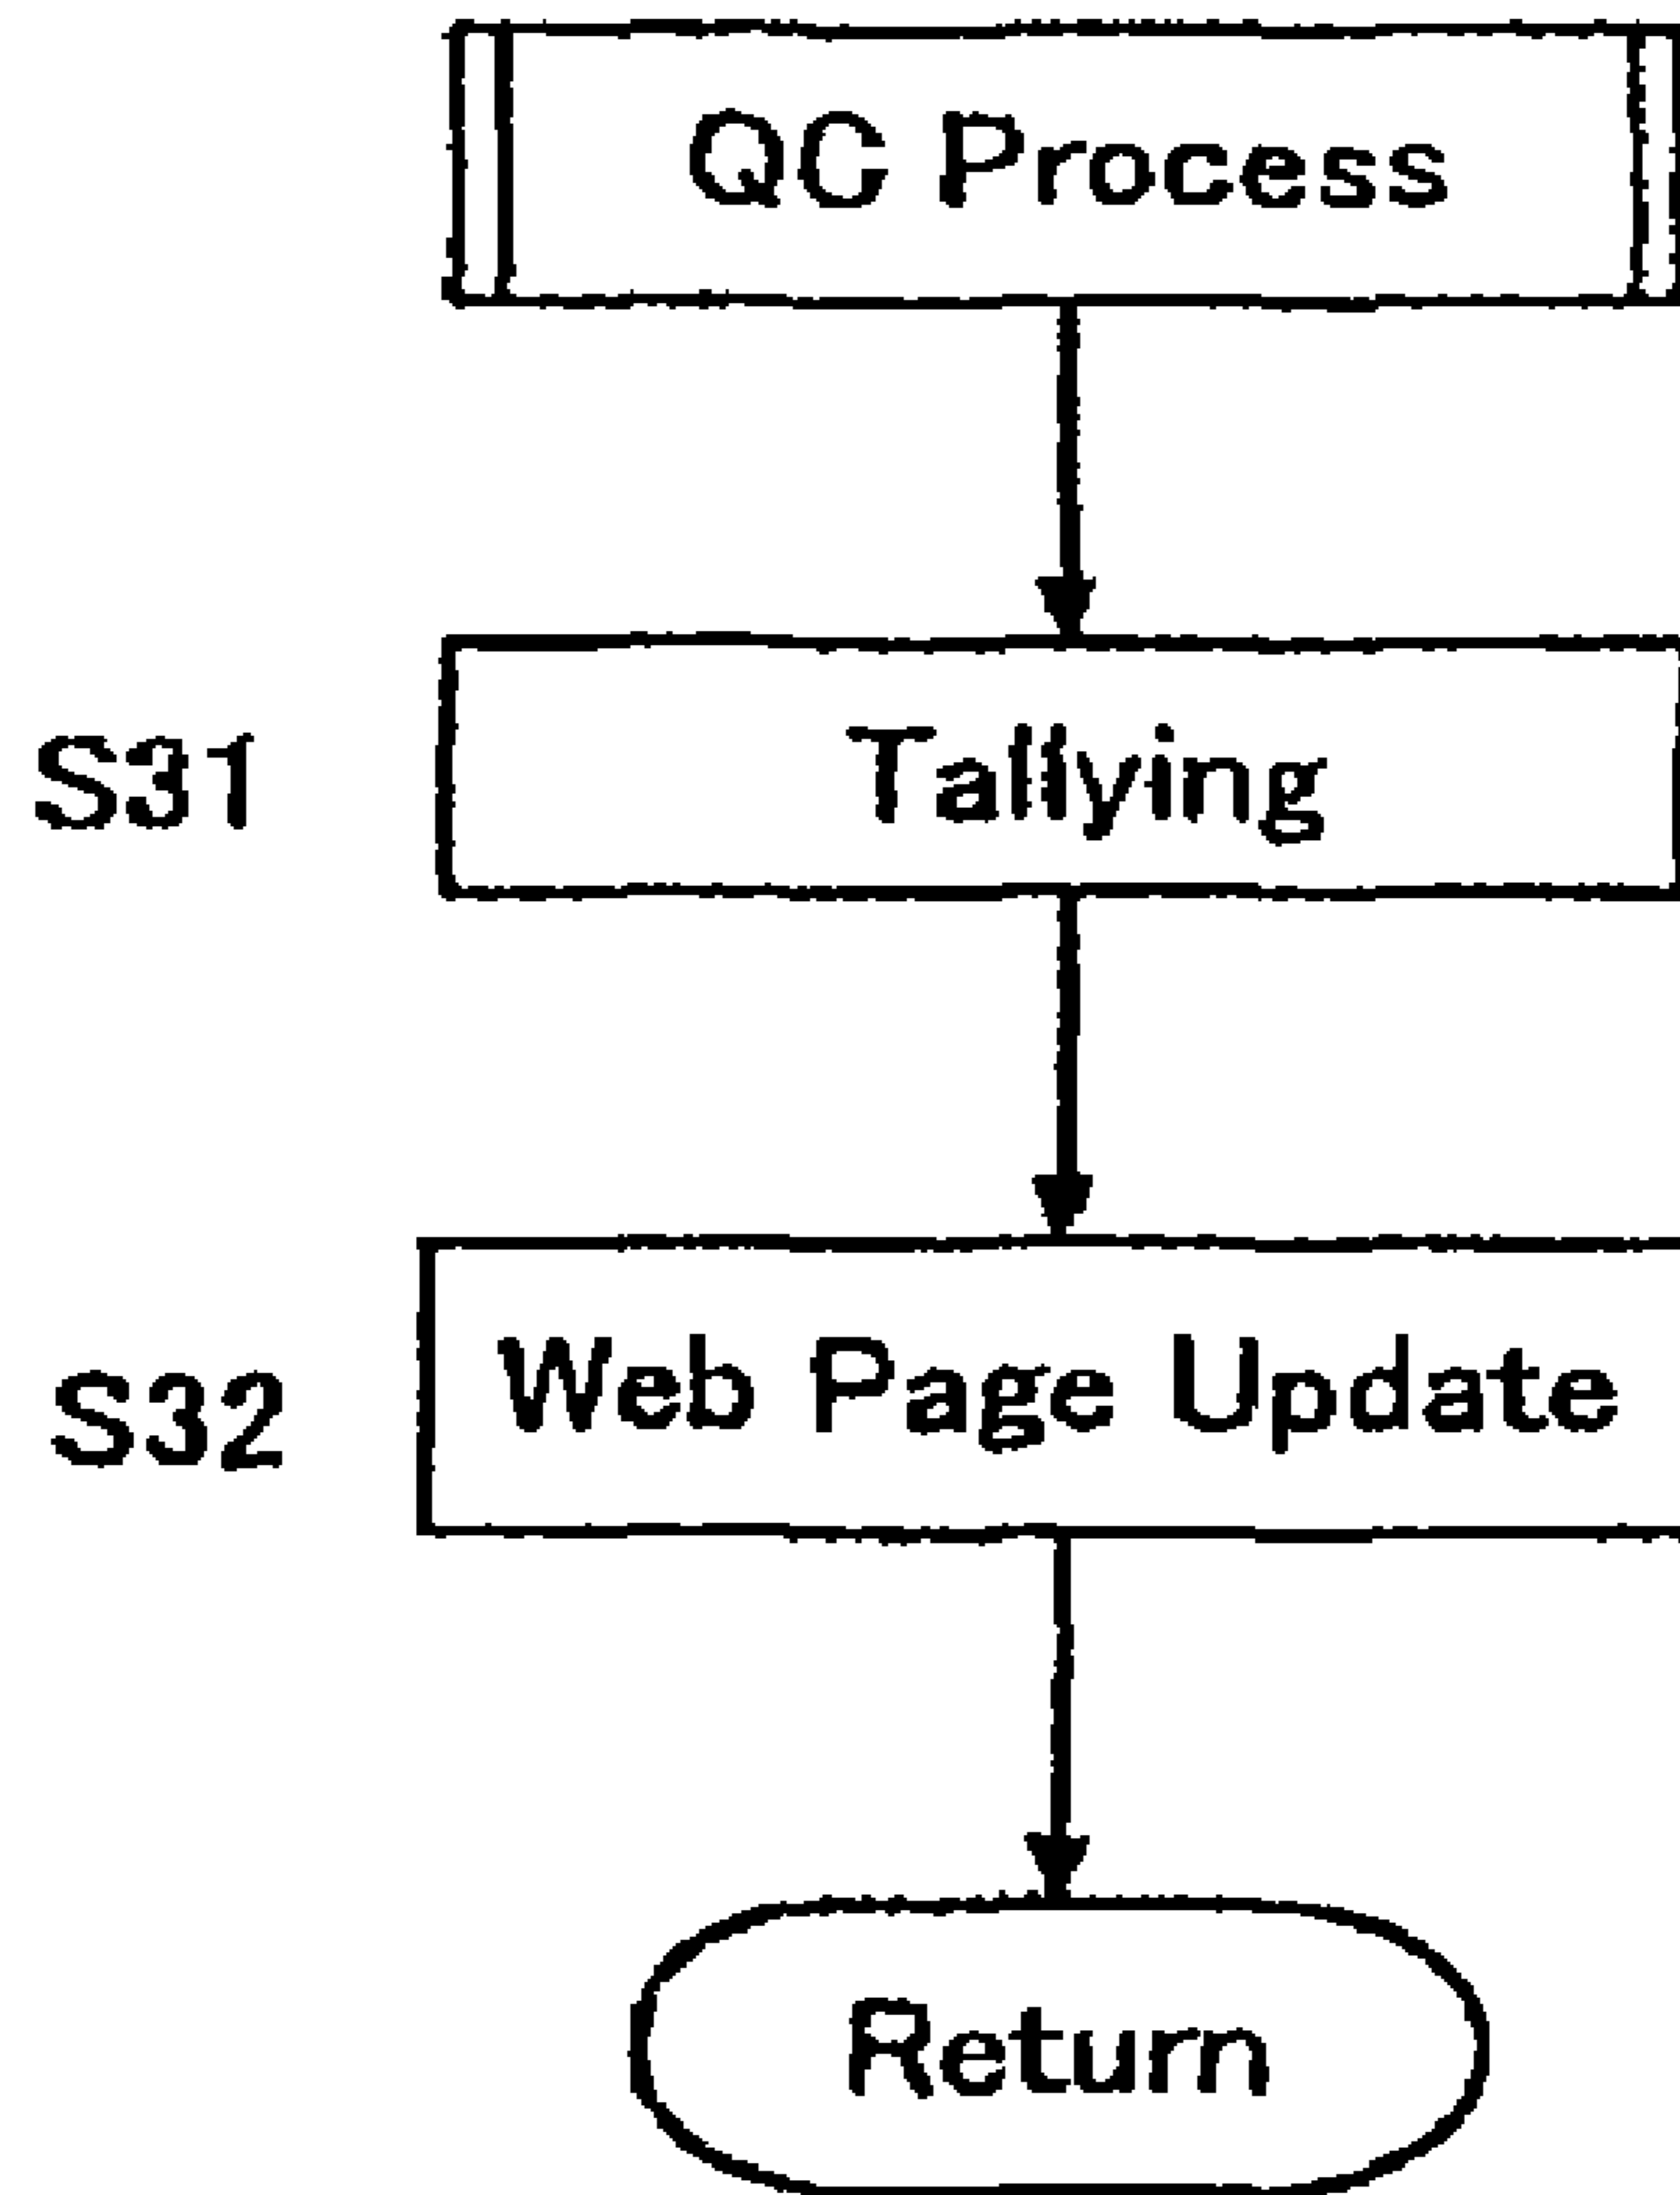 QC Process
S31 Tallying
S32 Web Page Update
Return